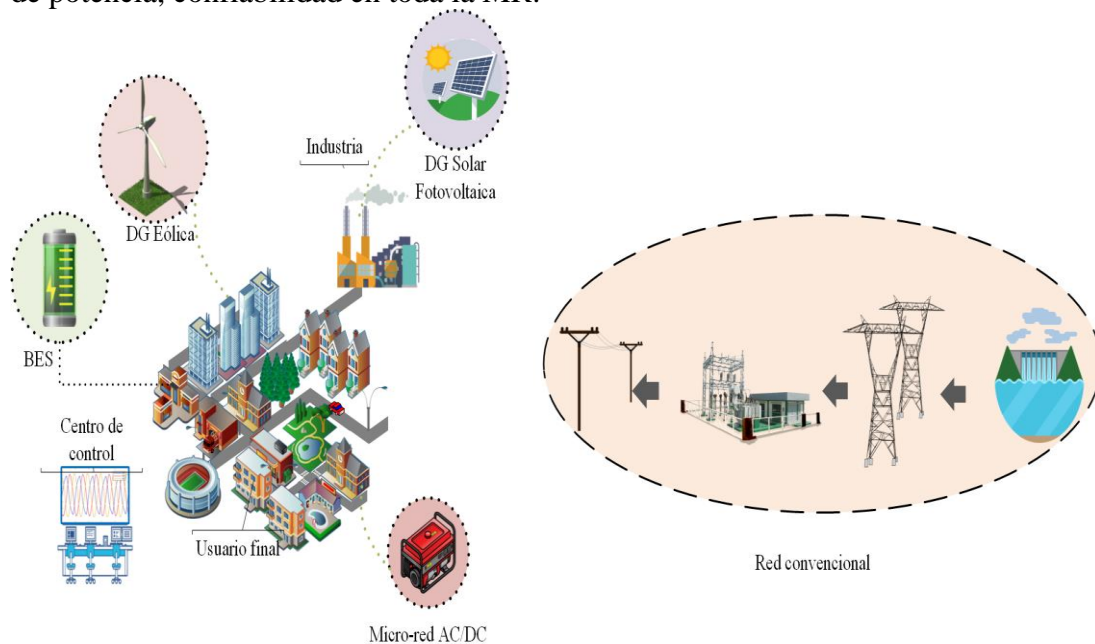 de potencia, confiabilidad en toda la MR.
Industria
DG Solar
Fotovoltaica
DG Eólica
BES
Centro de
control
Usuario final
Micro-red AC/DC
Red convencional